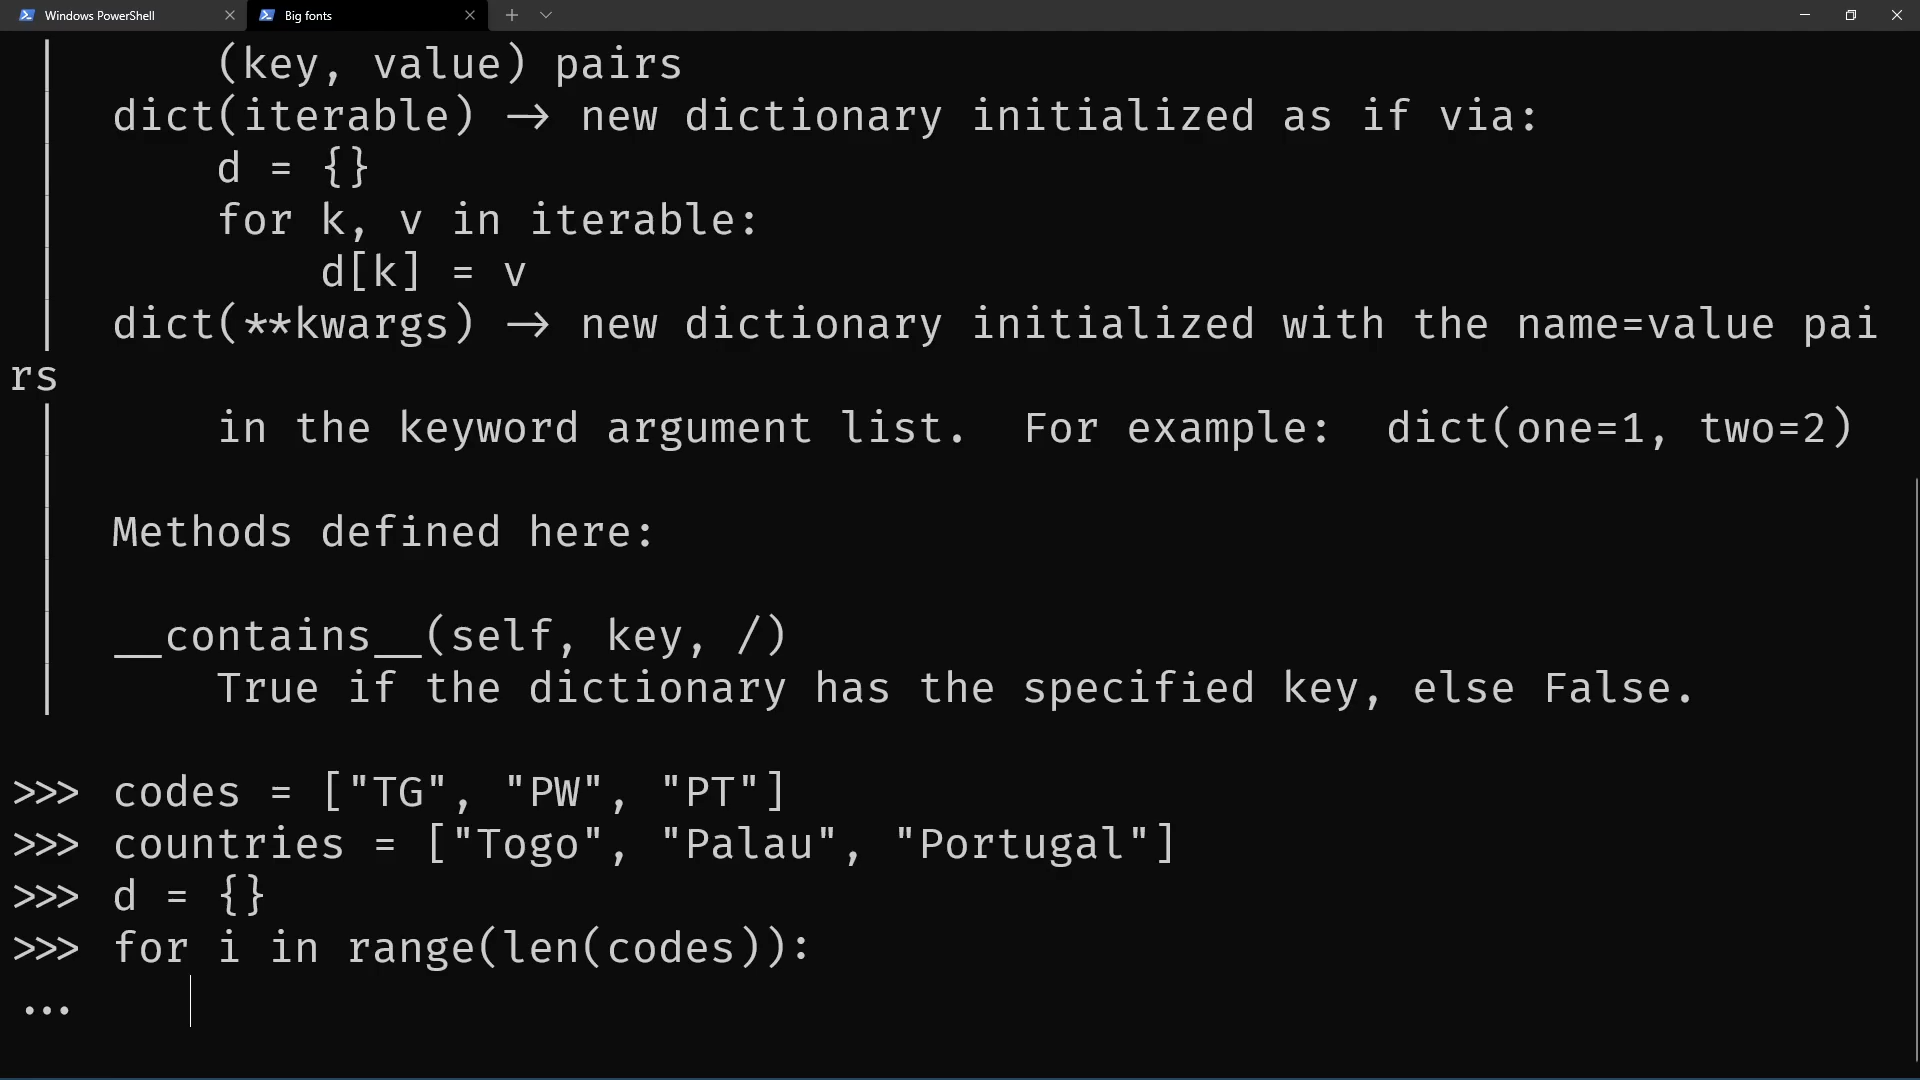 Windows PowerShell
Big fonts
(key, value) pairs
dict(iterable) -> new dictionary initialized as if via:
d = {}
for k, v in iterable:
d[k] = v
dict(**kwargs) -> new dictionary initialized with the name=value pai
rs
in the keyword argument list.  For example:  dict(one=1, two=2)
Methods defined here:
__contains__(self, key, /)
True if the dictionary has the specified key, else False.
>>> codes = ["TG", "PW", "PT"]
>>> countries = ["Togo", "Palau", "Portugal"]
>>> d = {}
>>> for i in range(len(codes)):
...